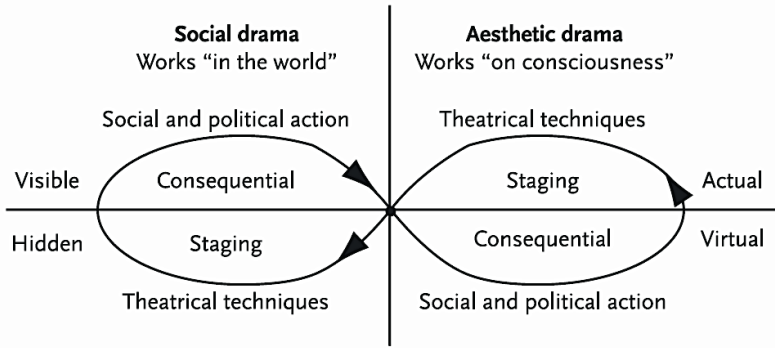 Social drama
Works “in the world”
Aesthetic drama
Works “on consciousness”
Social and political action
Theatrical techniques
Visible
Consequential
Staging
Actual
Hidden
Staging
Consequential
Virtual
Theatrical techniques
Social and political action